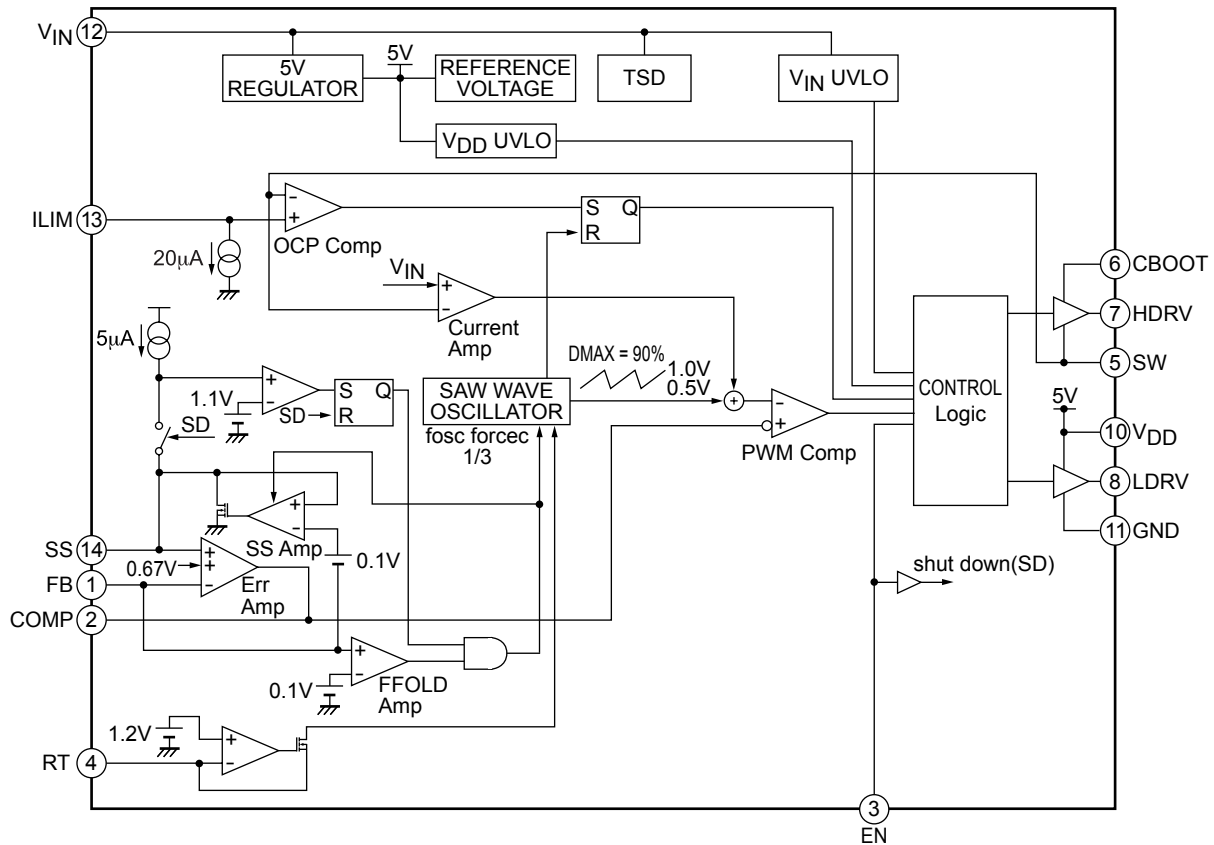 VIN 12
5V
REGULATOR
5V
REFERENCE
VOLTAGE
TSD
VIN UVLO
VDD UVLO
ILIM 13
-
+
OCP Comp
S Q
R
20μA
VIN
+
-
Current
Amp
6 CBOOT
7 HDRV
5 SW
5μA
DMAX = 90%
1.0V
0.5V
SAW WAVE
OSCILLATOR
fosc forcec
1/3
+
-
+
PWM Comp
CONTROL
Logic
5V
10 VDD
8 LDRV
11 GND
+
-
1.1V
S Q
SD R
SD
+
-
SS Amp
0.1V
SS 14
FB 1
COMP 2
0.67V
+
+
-
Err
Amp
shut down(SD)
+
-
0.1V
FFOLD
Amp
1.2V
+
-
RT 4
3
EN